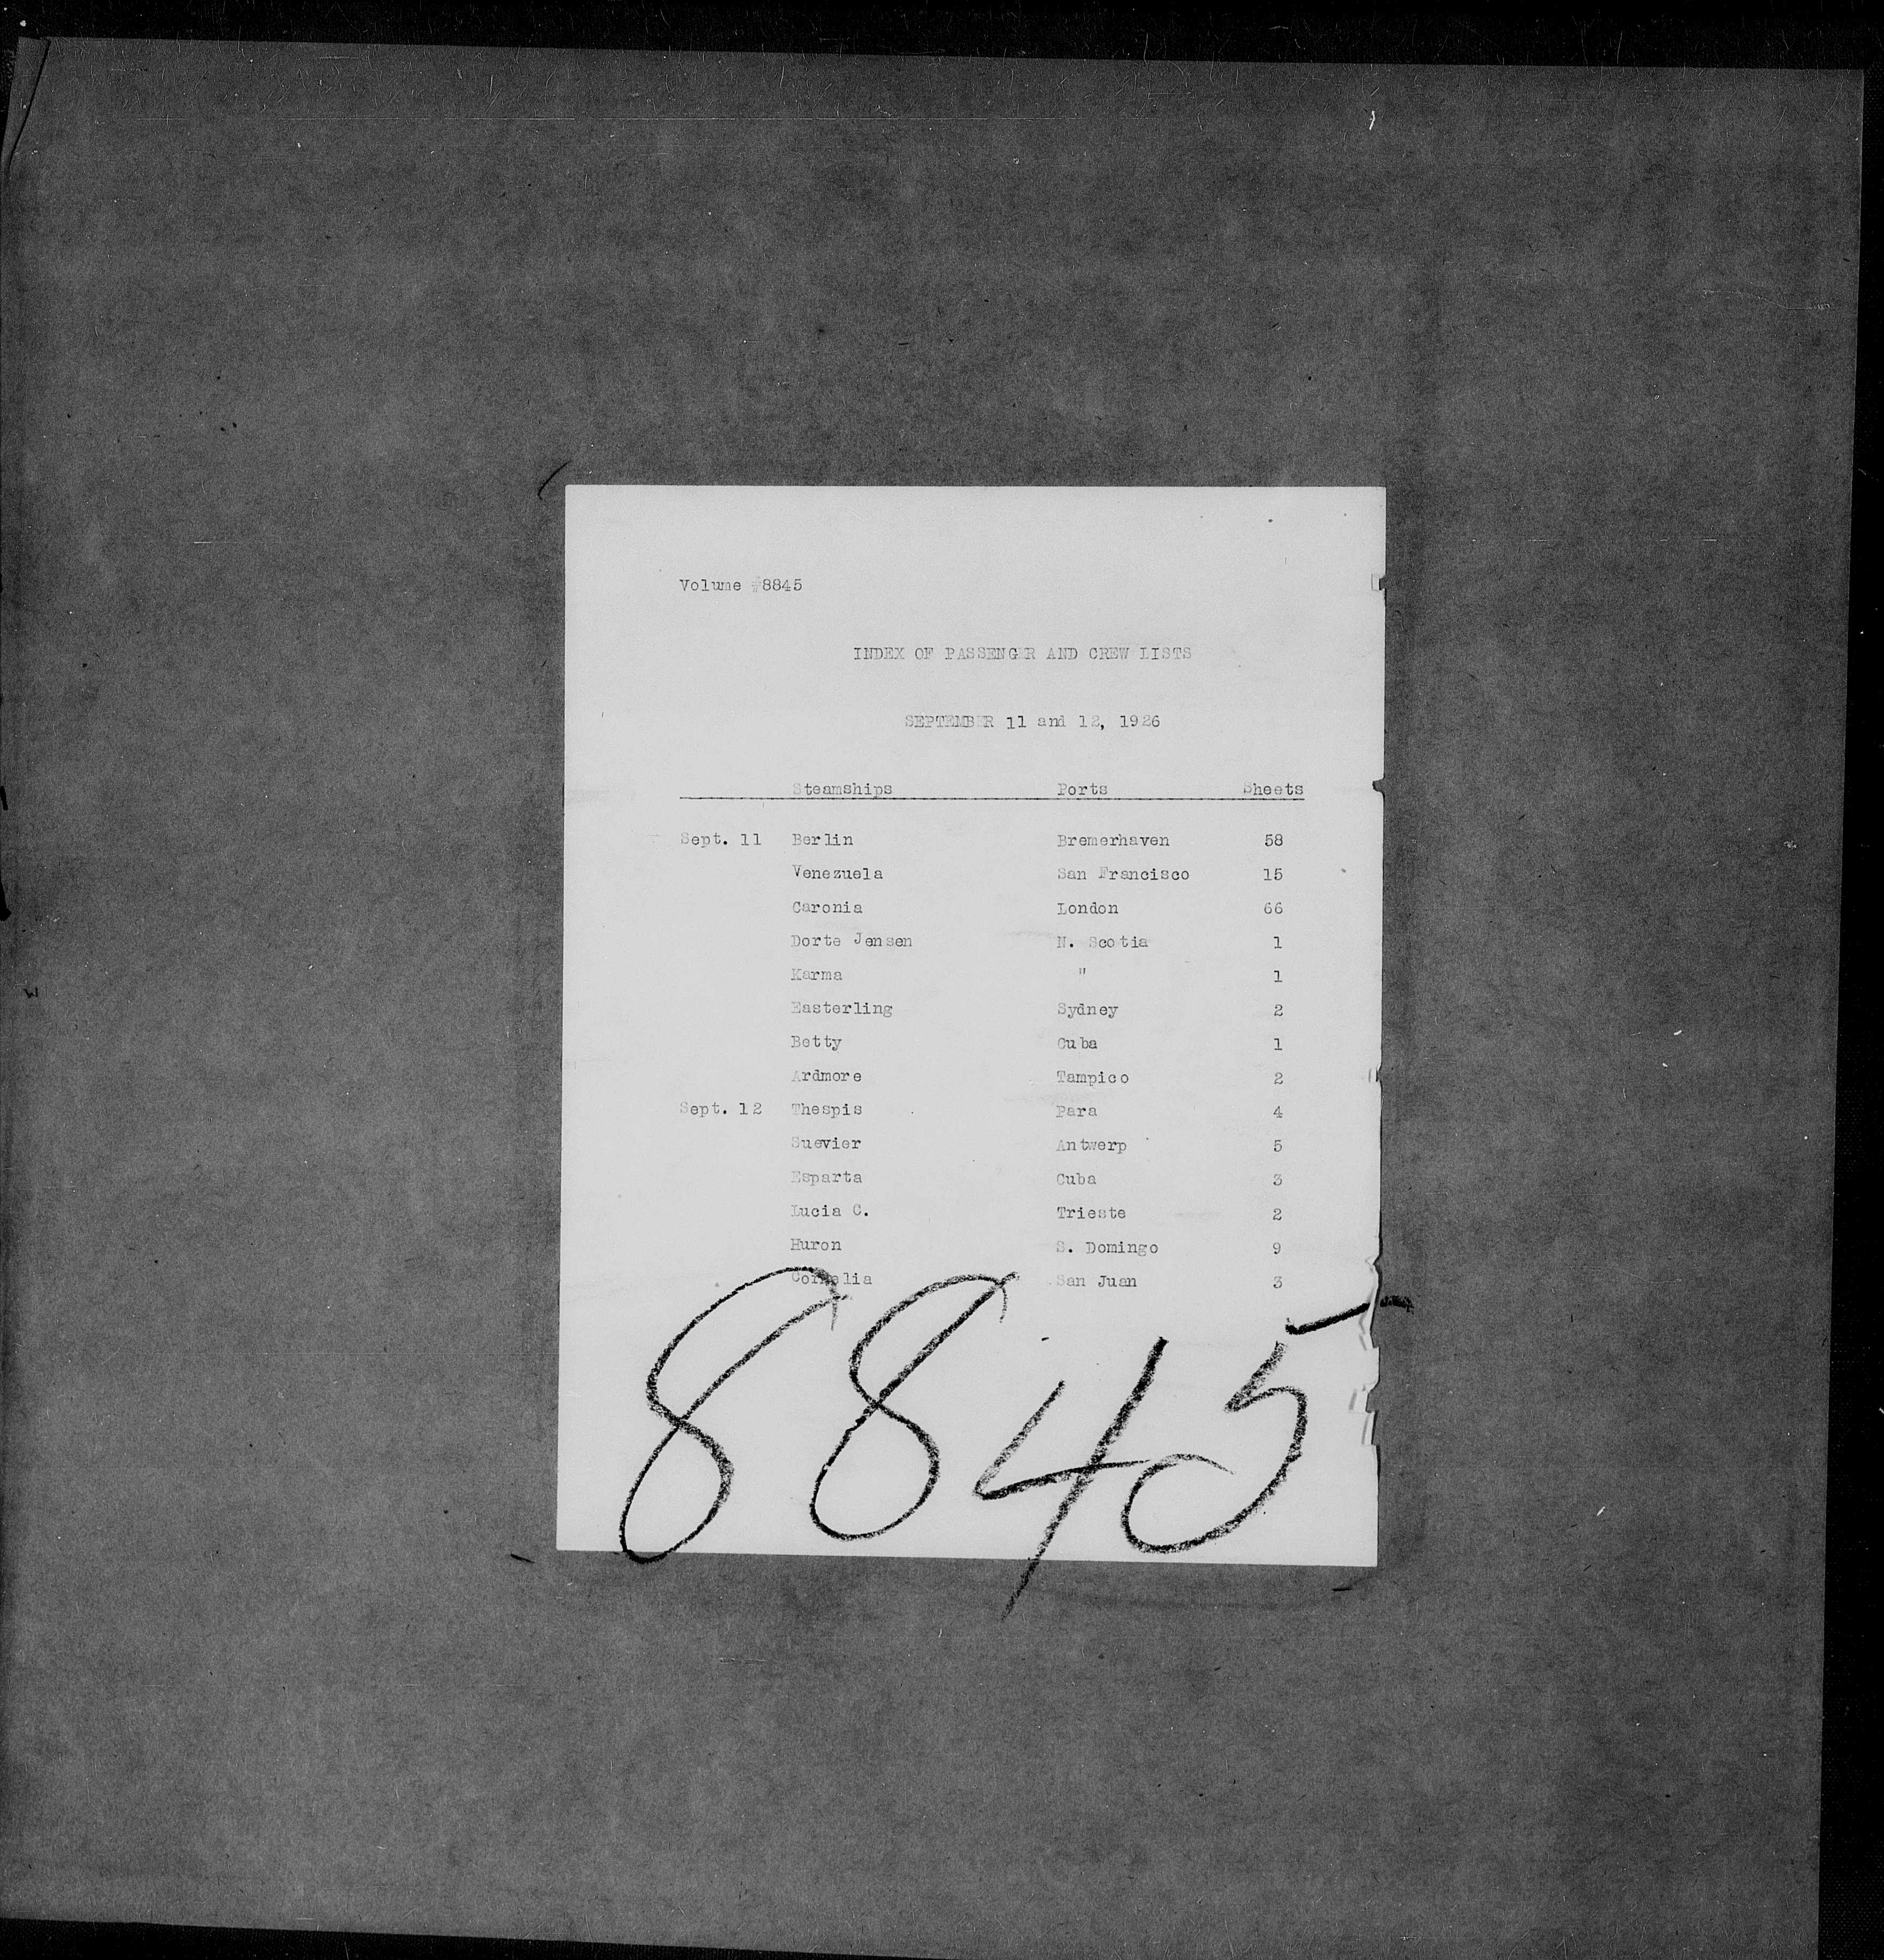 Volume #8845
INDEX OF PASSENGER AND CREW LISTS
SEPTEMBER 11 and 12, 1926
Steamships Ports Sheets
Sept. 11 Berlin Bremerhaven 58
Venezuela San Francisco 15
Caronia London 66
Dorte Jensen N. Scotia 1
Karma " 1
Easterling Sydney 2
Betty Cuba 1
Ardmore Tampico 2
Sept. 12 Thespis Para 4
Suevier Antwerp 5
Esparta Cuba 3
Lucia C. Trieste 2
Huron S. Domingo 9
Cornelia San Juan 3
8845